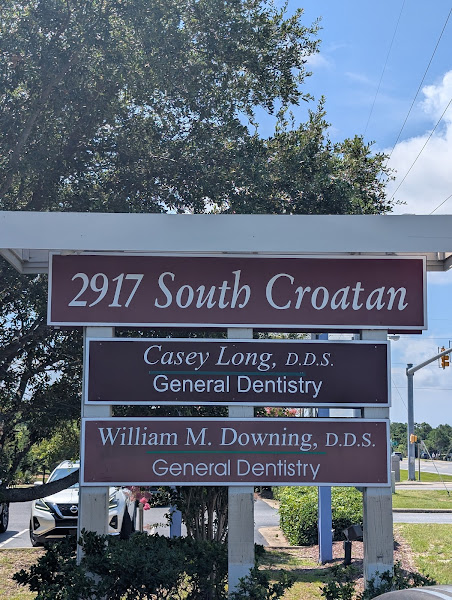 2917 South Croatan
Casey Long, D.D.S.
General Dentistry
William M. Downing, D.D.S.
General Dentistry